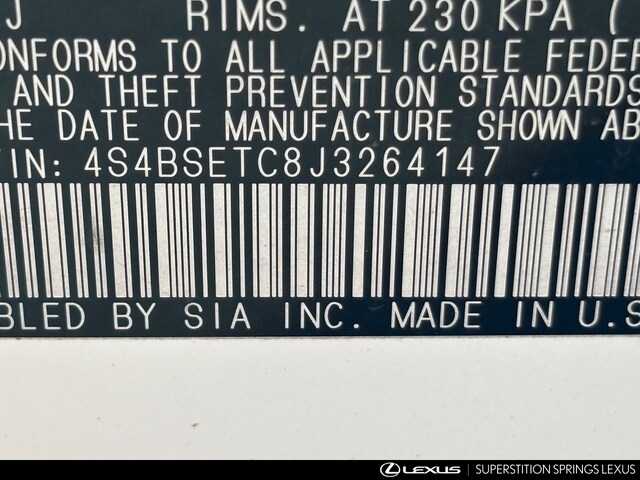 J RIMS. AT 230 KPA (
ONFORMS TO ALL APPLICABLE FEDER
AND THEFT PREVENTION STANDARDS
HE DATE OF MANUFACTURE SHOWN AB
VIN: 4S4BSETC8J3264147
BLED BY SIA INC. MADE IN U.S
LEXUS | SUPERSTITION SPRINGS LEXUS